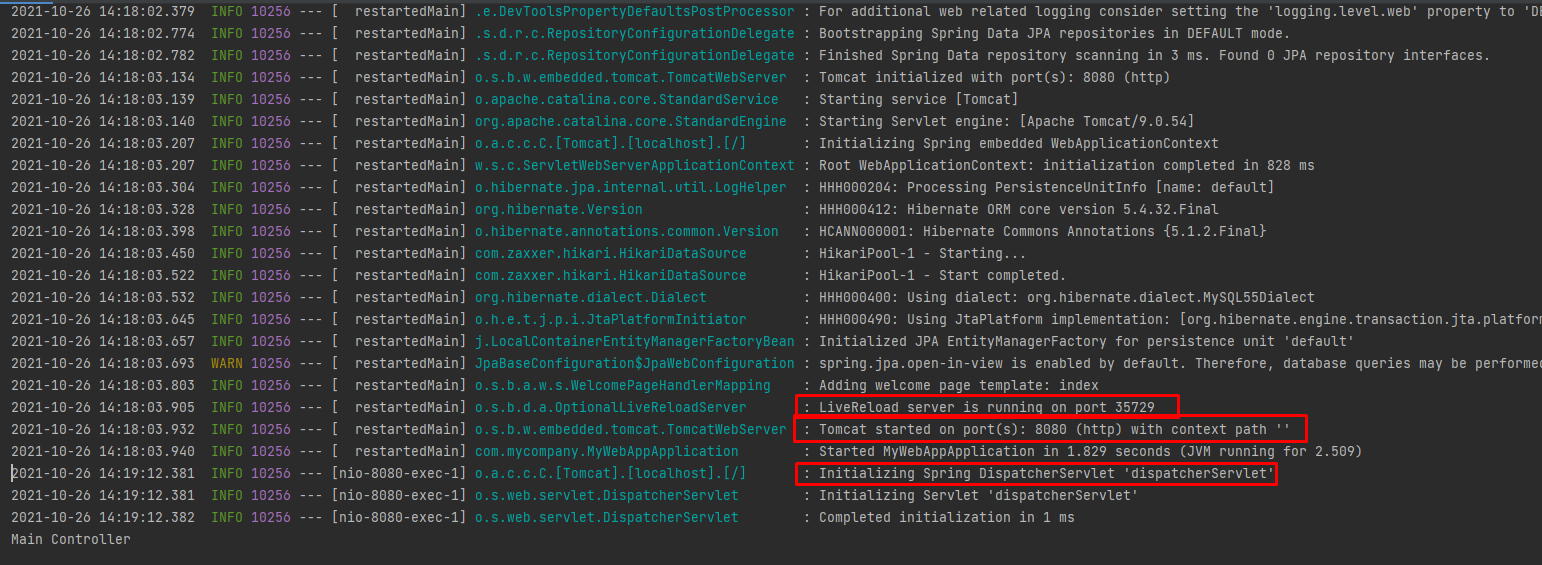 2021-10-26 14:18:02.379  INFO 10256 --- [  restartedMain] .e.DevToolsPropertyDefaultsPostProcessor : For additional web related logging consider setting the 'logging.level.web' property to 'DE
2021-10-26 14:18:02.774  INFO 10256 --- [  restartedMain] .s.d.r.c.RepositoryConfigurationDelegate : Bootstrapping Spring Data JPA repositories in DEFAULT mode.
2021-10-26 14:18:02.782  INFO 10256 --- [  restartedMain] .s.d.r.c.RepositoryConfigurationDelegate : Finished Spring Data repository scanning in 3 ms. Found 0 JPA repository interfaces.
2021-10-26 14:18:03.134  INFO 10256 --- [  restartedMain] o.s.b.w.embedded.tomcat.TomcatWebServer  : Tomcat initialized with port(s): 8080 (http)
2021-10-26 14:18:03.139  INFO 10256 --- [  restartedMain] o.apache.catalina.core.StandardService   : Starting service [Tomcat]
2021-10-26 14:18:03.140  INFO 10256 --- [  restartedMain] org.apache.catalina.core.StandardEngine  : Starting Servlet engine: [Apache Tomcat/9.0.54]
2021-10-26 14:18:03.207  INFO 10256 --- [  restartedMain] o.a.c.c.C.[Tomcat].[localhost].[/]       : Initializing Spring embedded WebApplicationContext
2021-10-26 14:18:03.207  INFO 10256 --- [  restartedMain] w.s.c.ServletWebServerApplicationContext : Root WebApplicationContext: initialization completed in 828 ms
2021-10-26 14:18:03.304  INFO 10256 --- [  restartedMain] o.hibernate.jpa.internal.util.LogHelper  : HHH000204: Processing PersistenceUnitInfo [name: default]
2021-10-26 14:18:03.328  INFO 10256 --- [  restartedMain] org.hibernate.Version                    : HHH000412: Hibernate ORM core version 5.4.32.Final
2021-10-26 14:18:03.398  INFO 10256 --- [  restartedMain] o.hibernate.annotations.common.Version   : HCANN000001: Hibernate Commons Annotations {5.1.2.Final}
2021-10-26 14:18:03.450  INFO 10256 --- [  restartedMain] com.zaxxer.hikari.HikariDataSource       : HikariPool-1 - Starting...
2021-10-26 14:18:03.522  INFO 10256 --- [  restartedMain] com.zaxxer.hikari.HikariDataSource       : HikariPool-1 - Start completed.
2021-10-26 14:18:03.532  INFO 10256 --- [  restartedMain] org.hibernate.dialect.Dialect            : HHH000400: Using dialect: org.hibernate.dialect.MySQL55Dialect
2021-10-26 14:18:03.645  INFO 10256 --- [  restartedMain] o.h.e.t.j.p.i.JtaPlatformInitiator       : HHH000490: Using JtaPlatform implementation: [org.hibernate.engine.transaction.jta.platform
2021-10-26 14:18:03.657  INFO 10256 --- [  restartedMain] j.LocalContainerEntityManagerFactoryBean : Initialized JPA EntityManagerFactory for persistence unit 'default'
2021-10-26 14:18:03.693  WARN 10256 --- [  restartedMain] JpaBaseConfiguration$JpaWebConfiguration : spring.jpa.open-in-view is enabled by default. Therefore, database queries may be performed
2021-10-26 14:18:03.803  INFO 10256 --- [  restartedMain] o.s.b.a.w.s.WelcomePageHandlerMapping    : Adding welcome page template: index
2021-10-26 14:18:03.905  INFO 10256 --- [  restartedMain] o.s.b.d.a.OptionalLiveReloadServer       : LiveReload server is running on port 35729
2021-10-26 14:18:03.932  INFO 10256 --- [  restartedMain] o.s.b.w.embedded.tomcat.TomcatWebServer  : Tomcat started on port(s): 8080 (http) with context path ''
2021-10-26 14:18:03.940  INFO 10256 --- [  restartedMain] com.mycompany.MyWebAppApplication        : Started MyWebAppApplication in 1.829 seconds (JVM running for 2.509)
2021-10-26 14:19:12.381  INFO 10256 --- [nio-8080-exec-1] o.a.c.c.C.[Tomcat].[localhost].[/]       : Initializing Spring DispatcherServlet 'dispatcherServlet'
2021-10-26 14:19:12.381  INFO 10256 --- [nio-8080-exec-1] o.s.web.servlet.DispatcherServlet        : Initializing Servlet 'dispatcherServlet'
2021-10-26 14:19:12.382  INFO 10256 --- [nio-8080-exec-1] o.s.web.servlet.DispatcherServlet        : Completed initialization in 1 ms
Main Controller